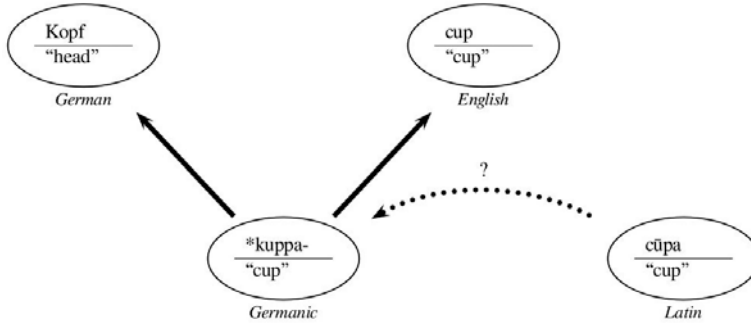 Kopf
“head”
German
cup
“cup”
English
?
*kuppa-
“cup”
Germanic
cūpa
“cup”
Latin